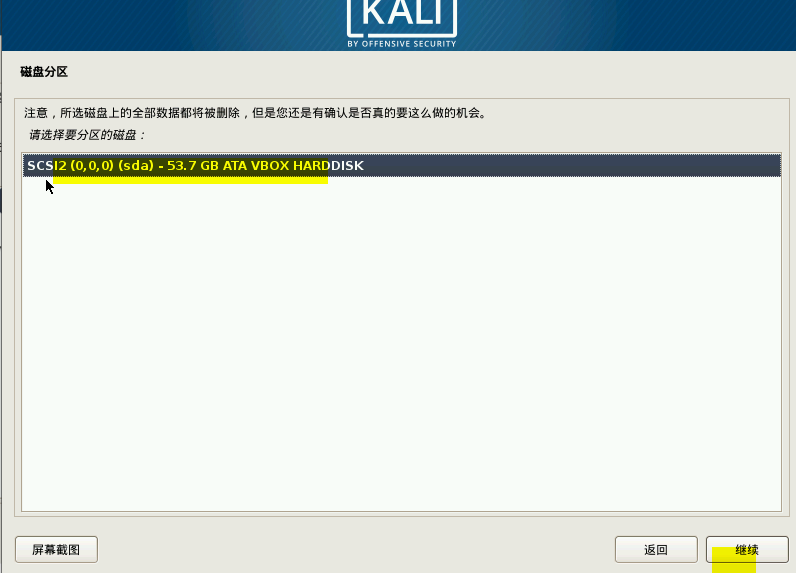 KALI
BY OFFENSIVE SECURITY
磁盘分区
注意，所选磁盘上的全部数据都将被删除，但是您还是有确认是否真的要这么做的机会。
请选择要分区的磁盘：
SCSI2 (0,0,0) (sda) - 53.7 GB ATA VBOX HARDDISK
屏幕截图
返回
继续